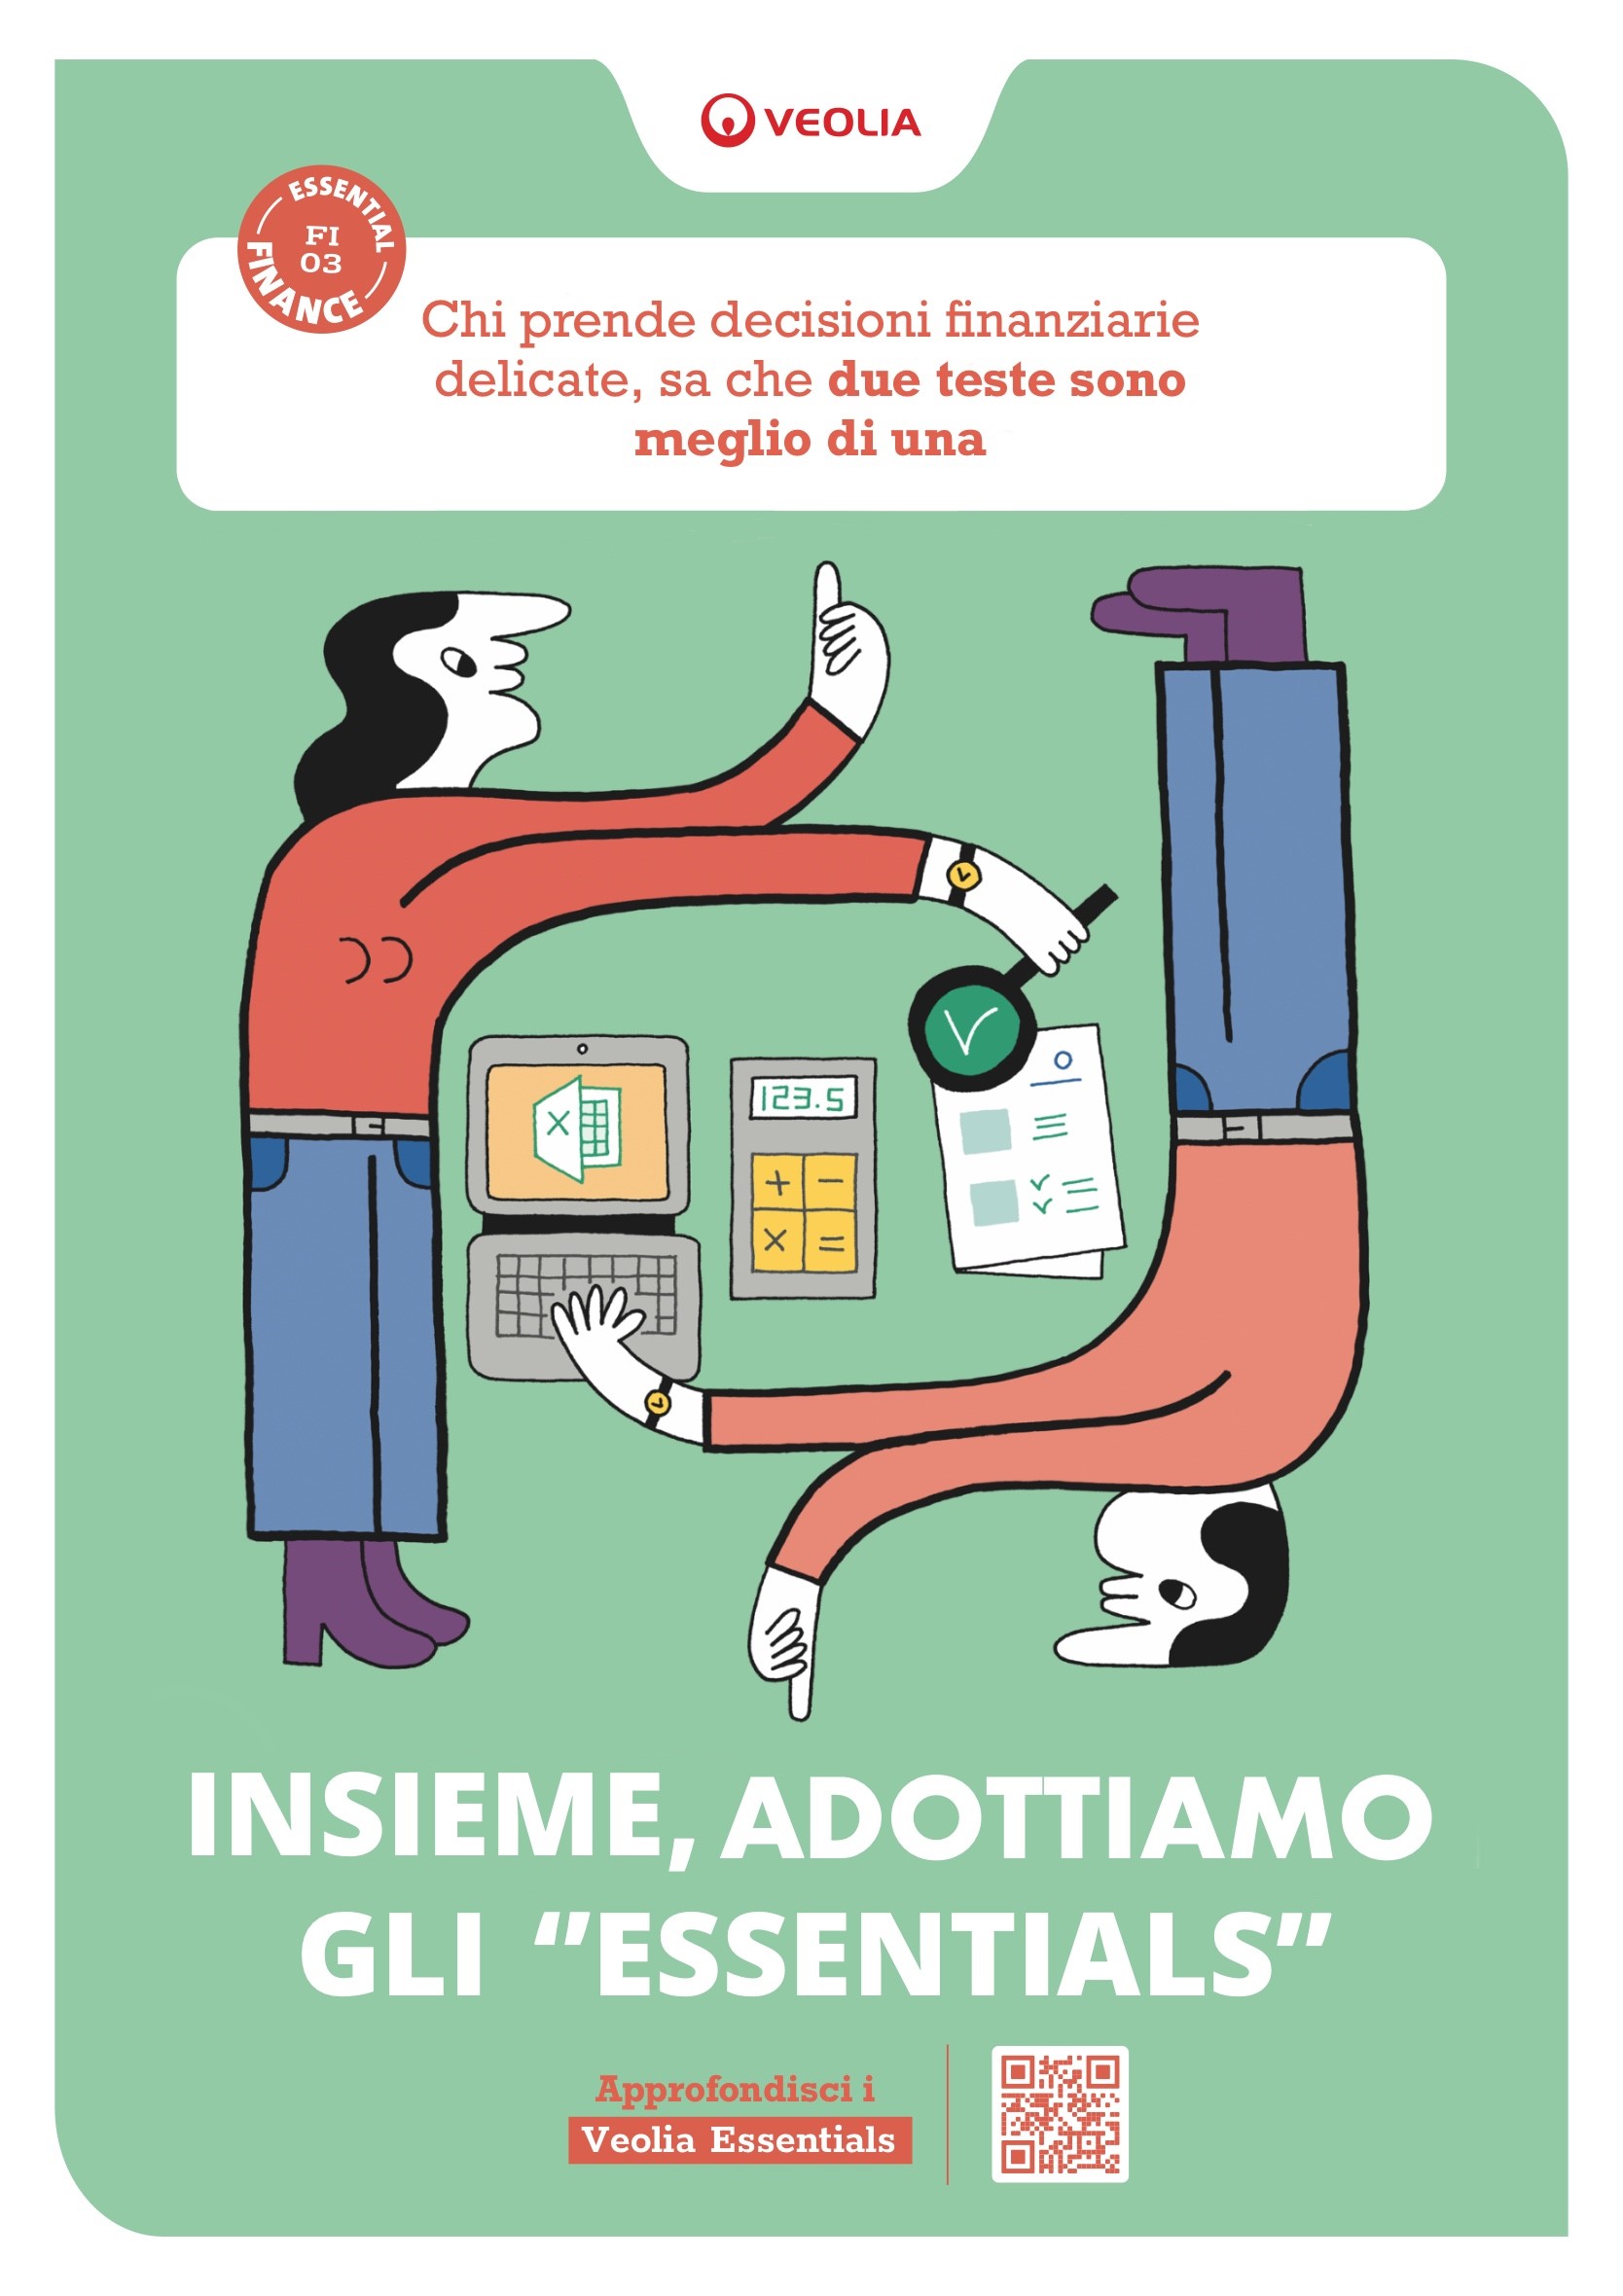 VEOLIA
ESSENTIAL
FI
03
FINANCE
Chi prende decisioni finanziarie
delicate, sa che due teste sono
meglio di una
X
123.5
+ −
× =
INSIEME, ADOTTIAMO
GLI “ESSENTIALS”
Approfondisci i
Veolia Essentials